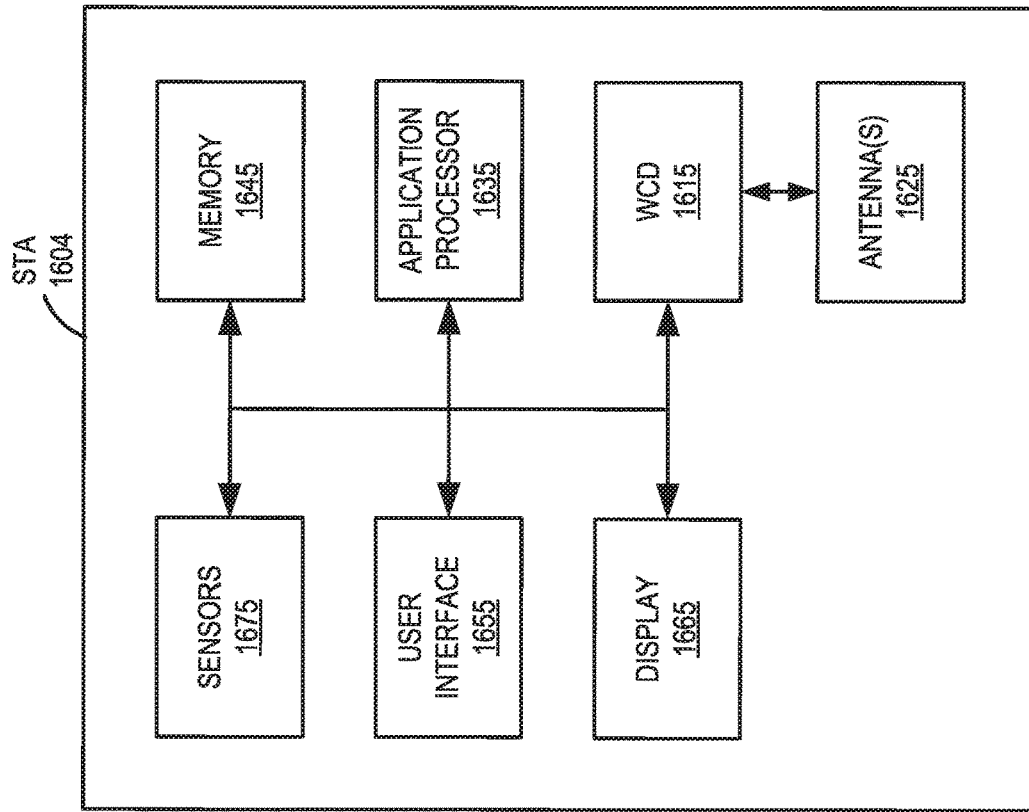 STA
1604
MEMORY
1645
APPLICATION
PROCESSOR
1635
WCD
1615
ANTENNA(S)
1625
SENSORS
1675
USER
INTERFACE
1655
DISPLAY
1665